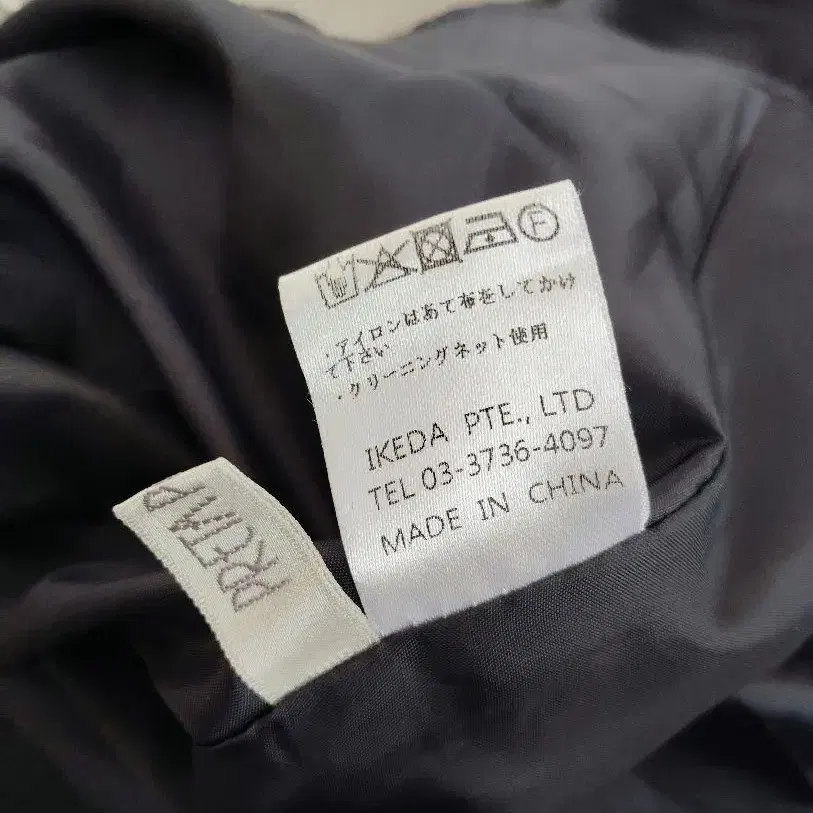 ・アイロンはあて布をしてかけ
て下さい
・クリーニングネット使用
IKEDA PTE., LTD
TEL 03-3736-4097
MADE IN CHINA